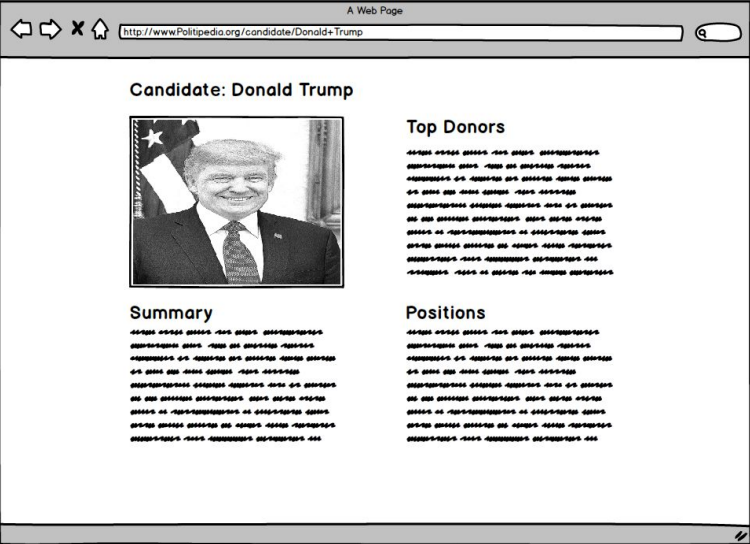 A Web Page
http://www.Politipedia.org/candidate/Donald+Trump
Candidate: Donald Trump
Top Donors
Summary
Positions